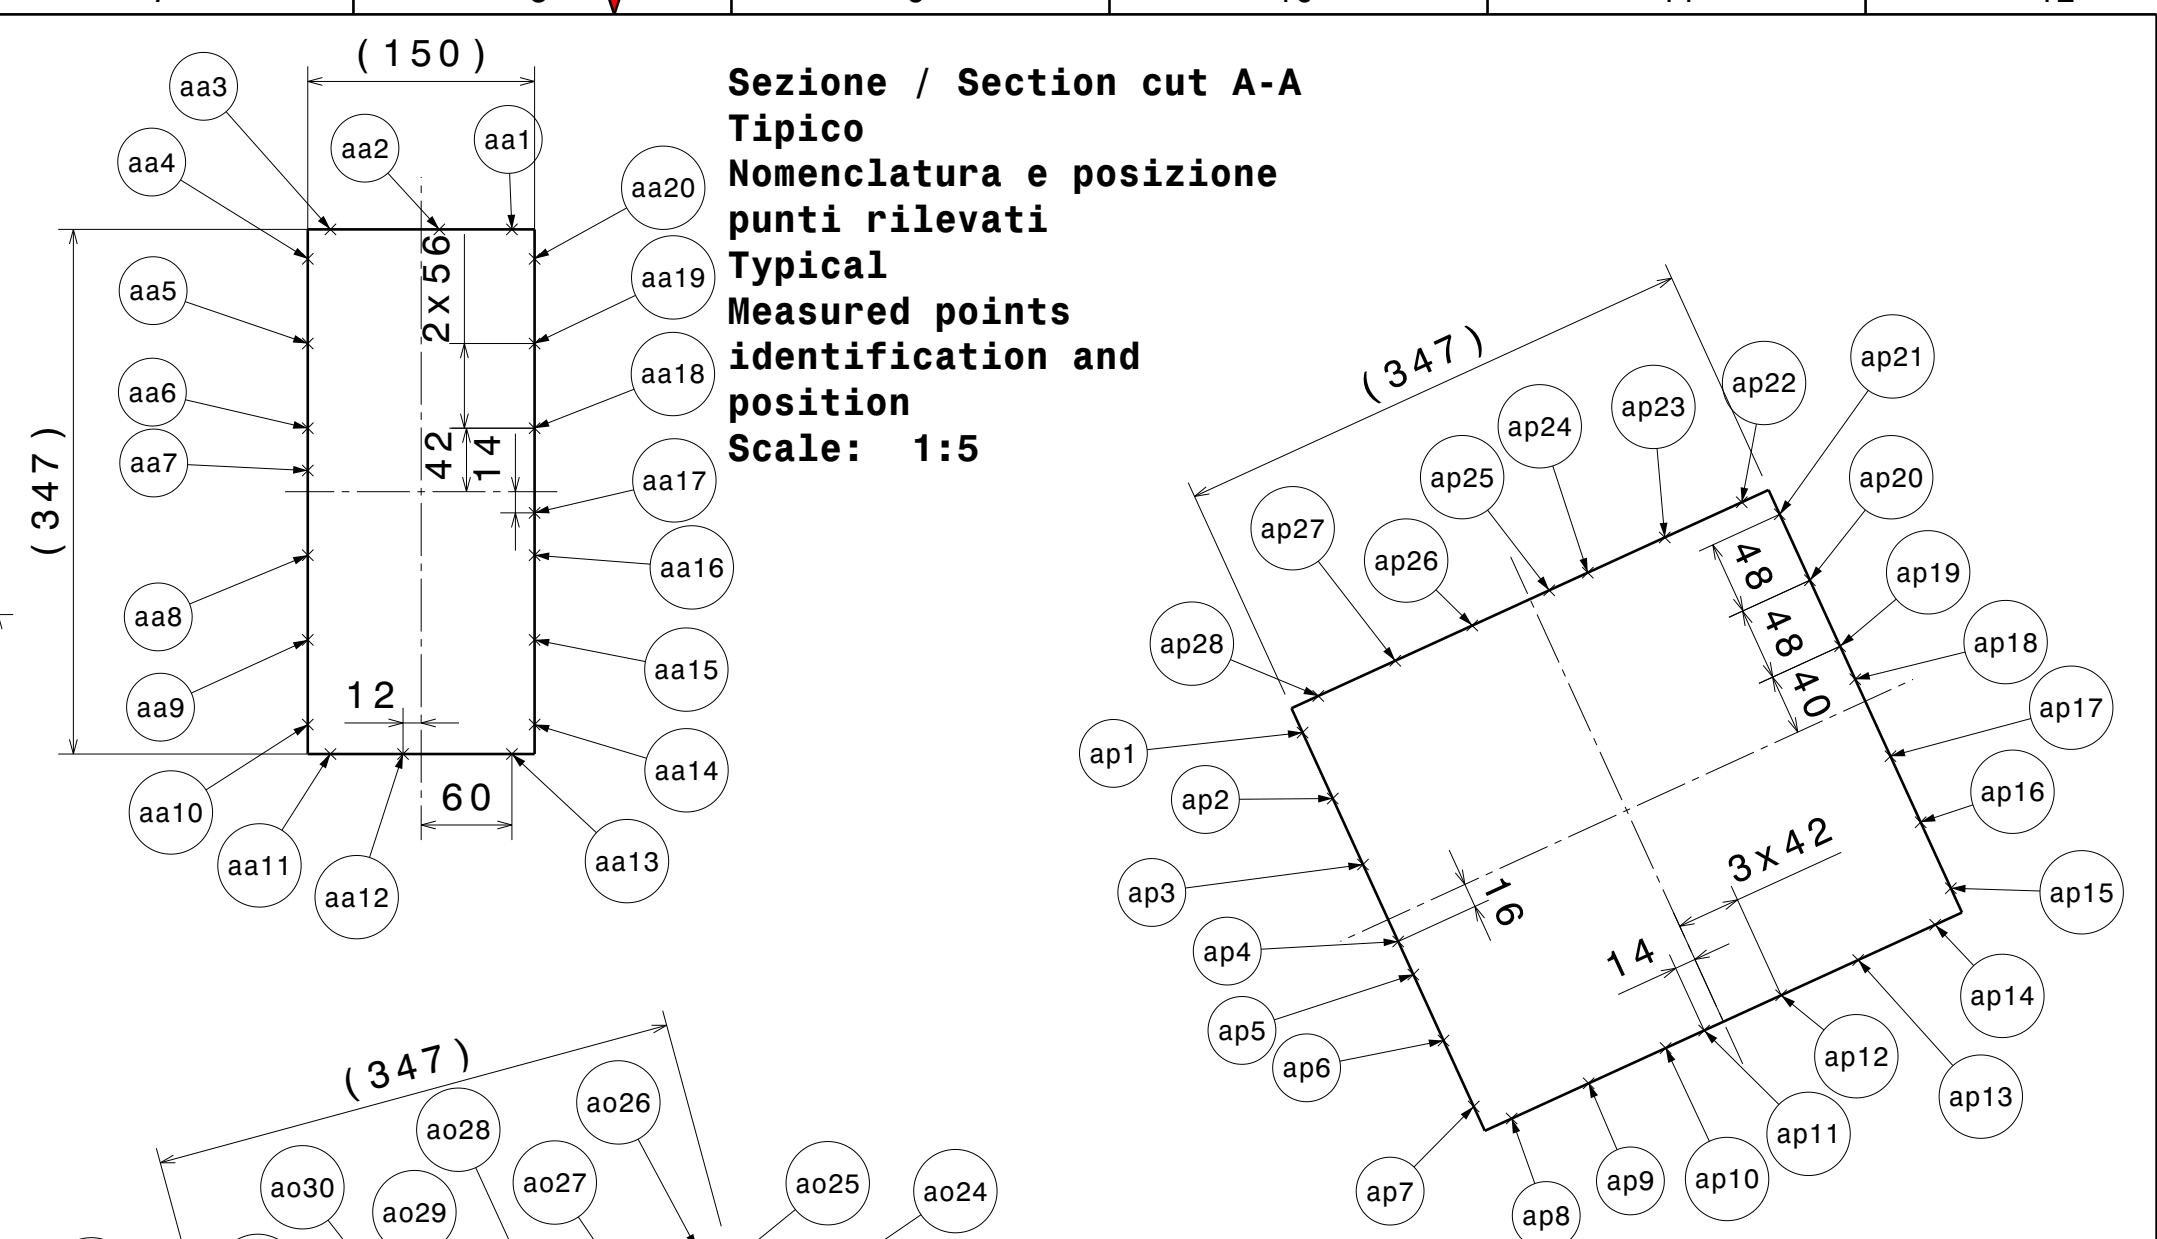 (150)
aa3
aa4
aa2
aa1
aa20
aa5
aa19
aa6
aa18
aa7
aa17
aa16
aa8
aa15
aa9
aa14
aa10
aa11
aa12
aa13
(347)
2x56
42
14
12
60
Sezione / Section cut A-A
Tipico
Nomenclatura e posizione
punti rilevati
Typical
Measured points
identification and
position
Scale: 1:5
(347)
ap21
ap22
ap23
ap24
ap25
ap20
ap27
ap26
ap19
ap28
ap18
ap17
ap1
ap2
ap16
ap3
ap15
ap4
ap14
ap5
ap6
ap12
ap13
ap11
ap10
ap9
ap7
ap8
48
48
40
16
3x42
14
(347)
ao26
ao28
ao30
ao27
ao25
ao24
ao29